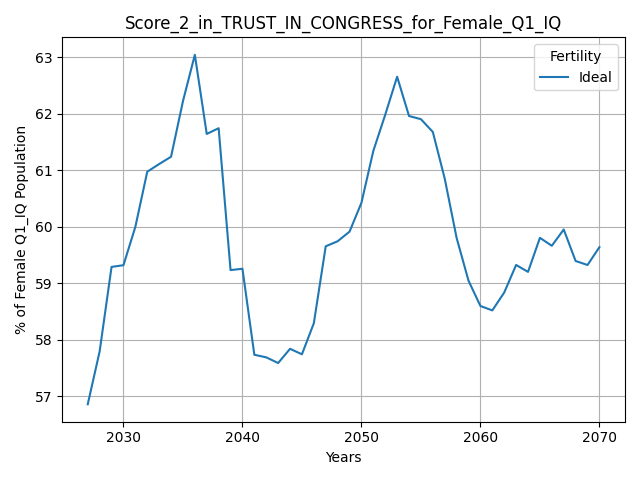 Score_2_in_TRUST_IN_CONGRESS_for_Female_Q1_IQ
Fertility
Ideal
% of Female Q1_IQ Population
63
62
61
60
59
58
57
2030
2040
2050
2060
2070
Years